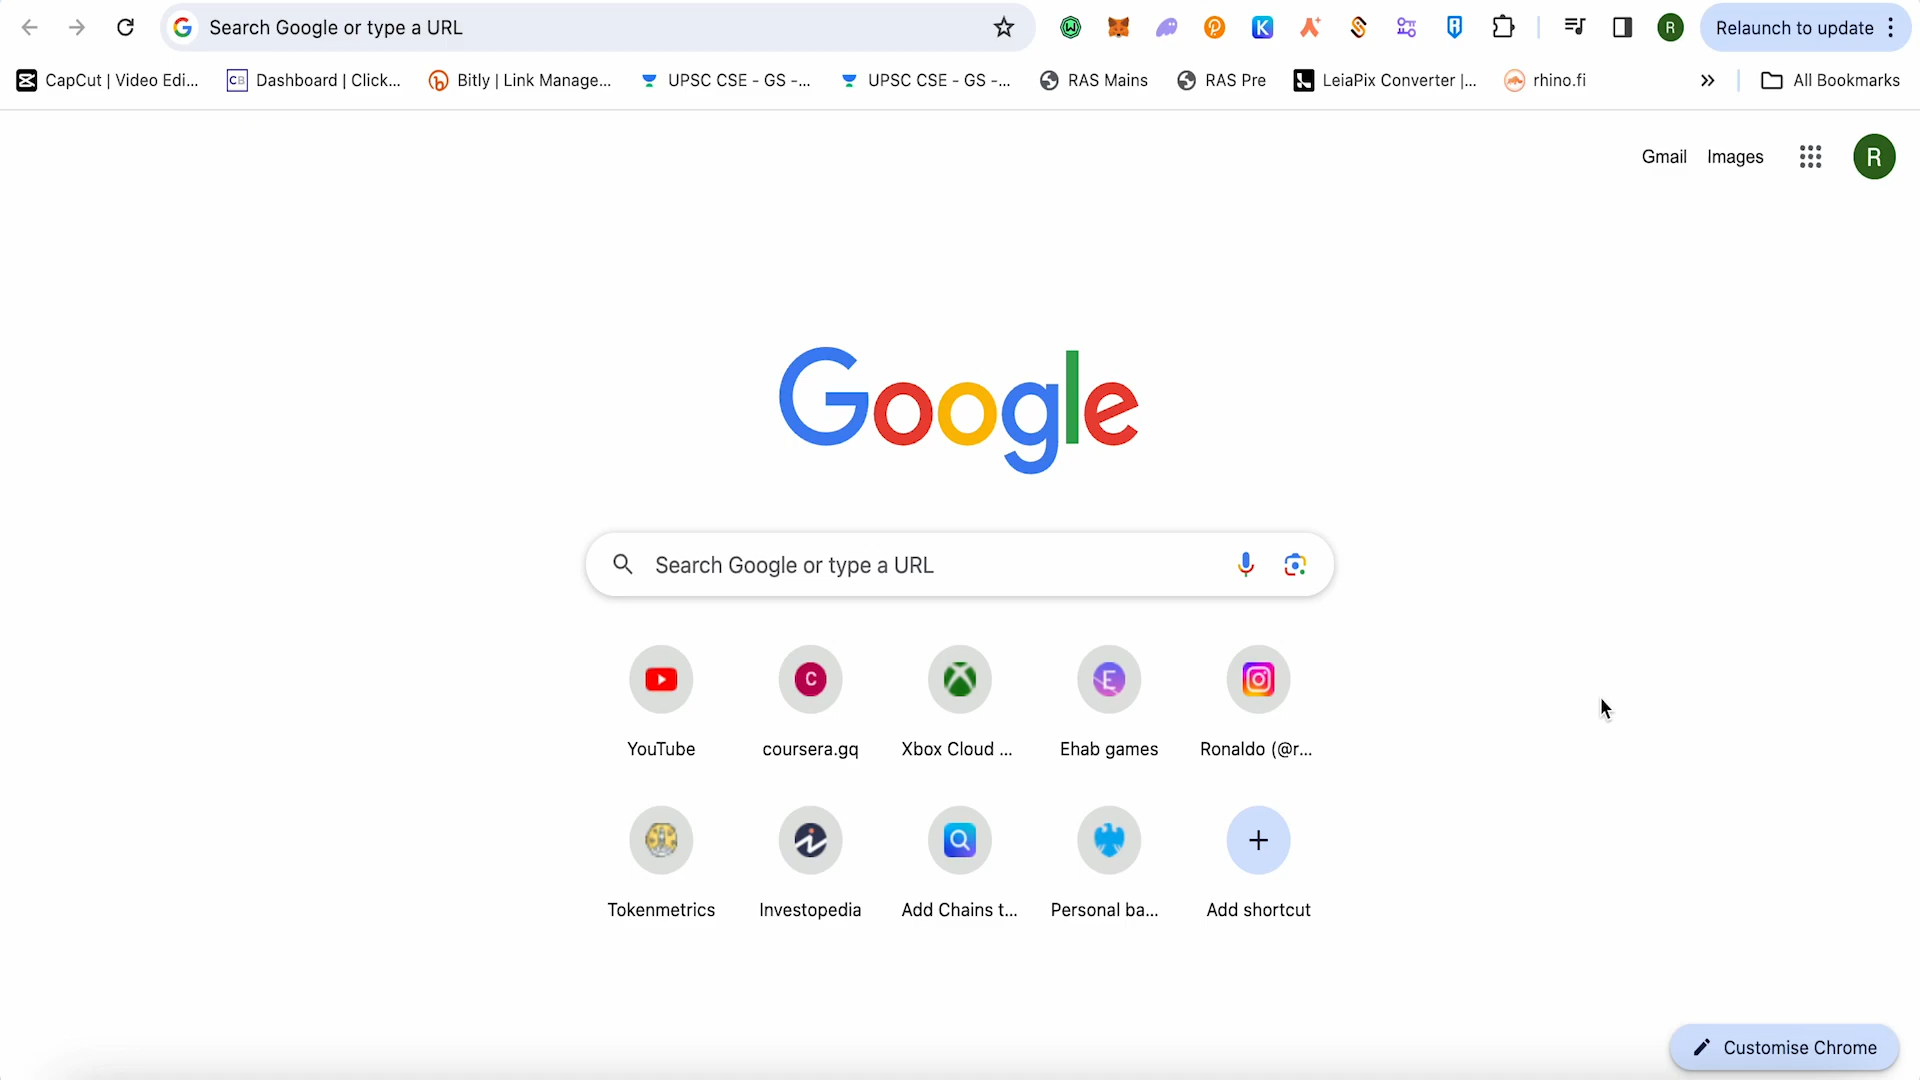 Search Google or type a URL
R
Relaunch to update
CapCut | Video Edi...
CB Dashboard | Click...
Bitly | Link Manage...
UPSC CSE - GS -...
UPSC CSE - GS -...
RAS Mains
RAS Pre
LeiaPix Converter |...
rhino.fi
All Bookmarks
Gmail
Images
R
Google
Search Google or type a URL
YouTube
C
coursera.gq
Xbox Cloud ...
E
Ehab games
Ronaldo (@r...
Tokenmetrics
Investopedia
Add Chains t...
Personal ba...
Add shortcut
Customise Chrome